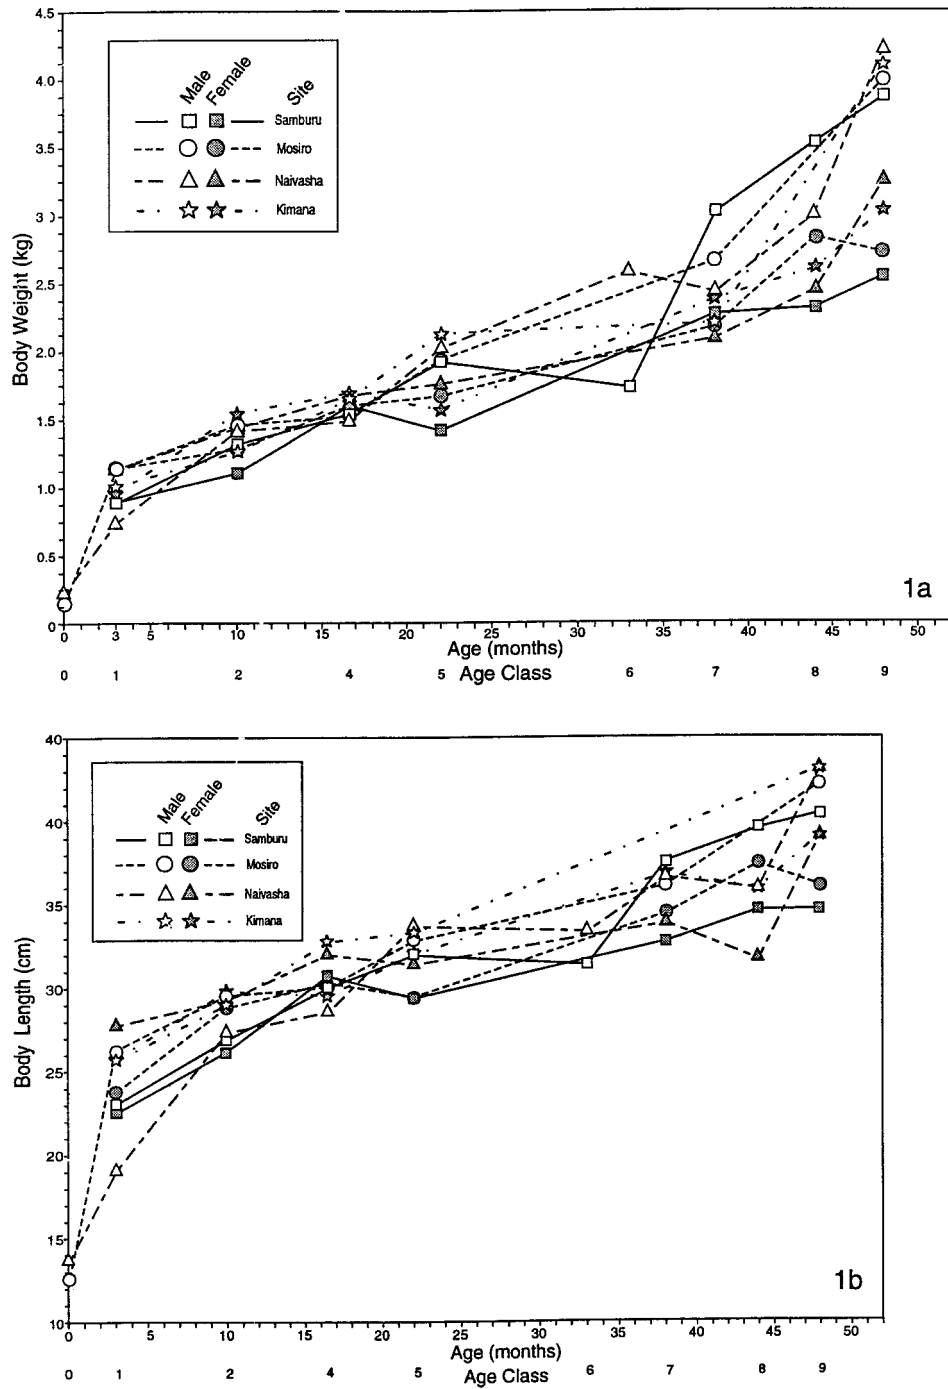 4.5
4.0
3.5
3.0
2.5
2.0
1.5
1.0
0.5
0
Body Weight (kg)
Male Female Site
Samburu
Mosiro
Naivasha
Kimana
1a
0 3 5 10 15 20 25 30 35 40 45 50
Age (months)
0 1 2 4 5 Age Class 6 7 8 9
40
40
35
30
25
20
15
10
Body Length (cm)
Male Female Site
Samburu
Mosiro
Naivasha
Kimana
1b
0 5 10 15 20 25 30 35 40 45 50
Age (months)
0 1 2 4 5 Age Class 6 7 8 9